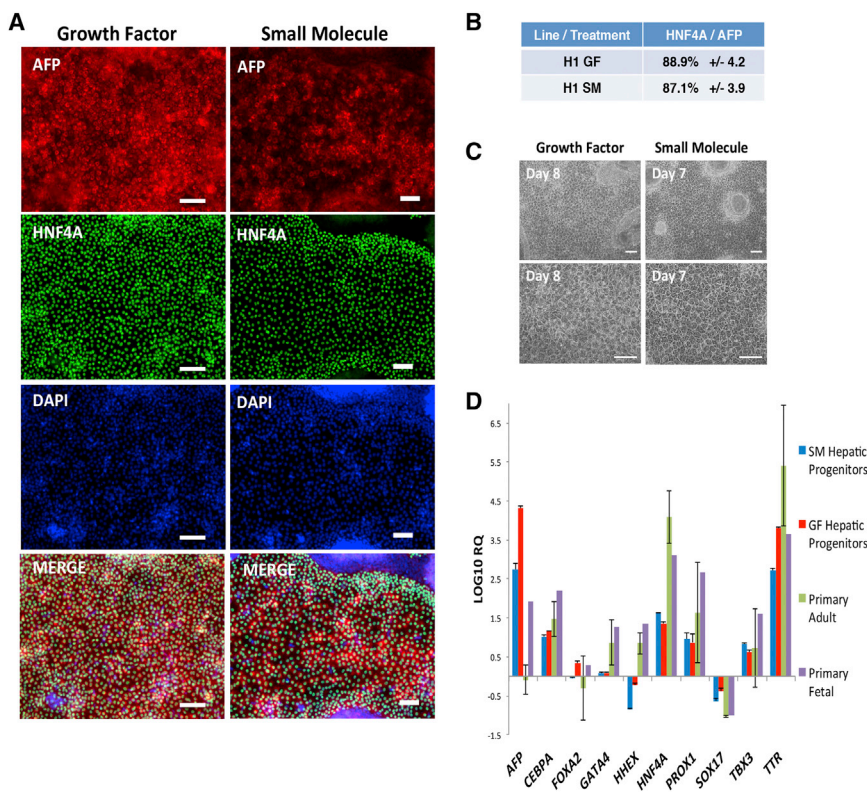 A
Growth Factor Small Molecule
AFP AFP
HNF4A HNF4A
DAPI DAPI
MERGE MERGE
B
Line / Treatment HNF4A / AFP
H1 GF 88.9% +/- 4.2
H1 SM 87.1% +/- 3.9
C
Growth Factor Small Molecule
Day 8 Day 7
Day 8 Day 7
D
LOG10 RQ
6.5
5.5
4.5
3.5
2.5
1.5
0.5
-0.5
-1.5
AFP CEBPA FOXA2 GATA4 HHEX HNF4A PROX1 SOX17 TBX3 TTR
SM Hepatic
Progenitors
GF Hepatic
Progenitors
Primary
Adult
Primary
Fetal